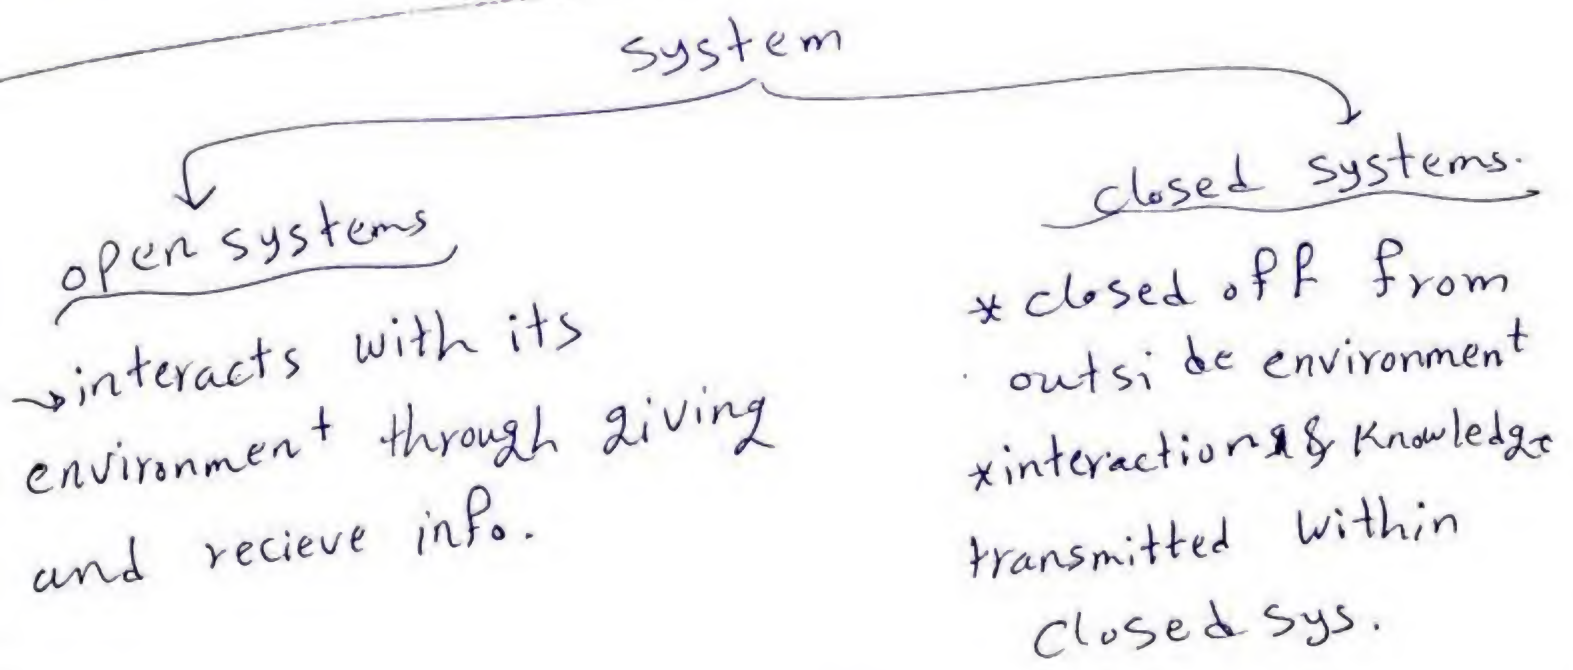 system
open systems
→interacts with its
environment through giving
and recieve info.
closed systems.
* closed off from
outside environment
* interactions & Knowledge
transmitted within
closed sys.